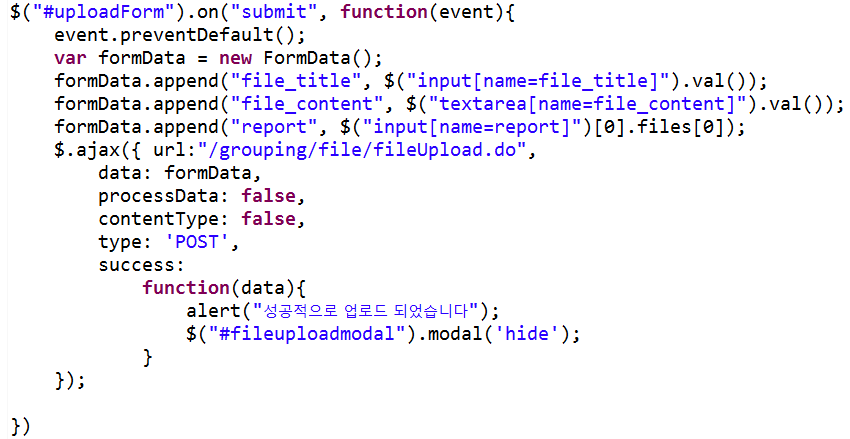 $("#uploadForm").on("submit", function(event){
    event.preventDefault();
    var formData = new FormData();
    formData.append("file_title", $("input[name=file_title]").val());
    formData.append("file_content", $("textarea[name=file_content]").val());
    formData.append("report", $("input[name=report]")[0].files[0]);
    $.ajax({ url:"/grouping/file/fileUpload.do",
        data: formData,
        processData: false,
        contentType: false,
        type: 'POST',
        success:
            function(data){
                alert("성공적으로 업로드 되었습니다");
                $("#fileuploadmodal").modal('hide');
            }
    });
})